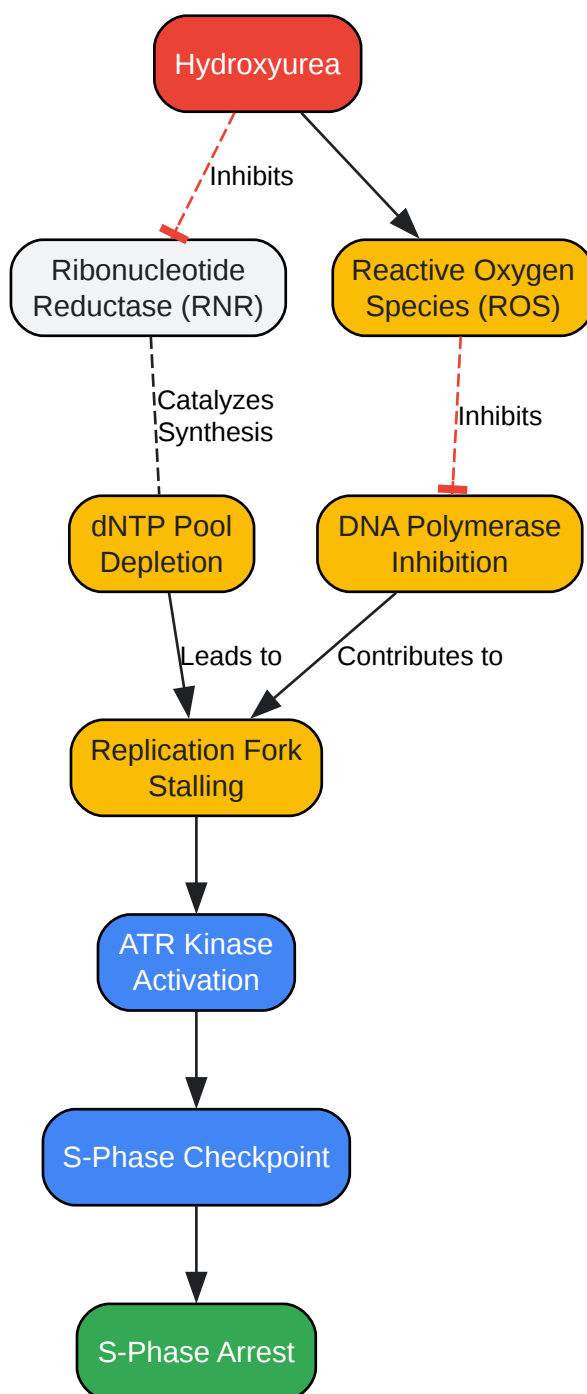 Hydroxyurea
Inhibits
Ribonucleotide
Reductase (RNR)
Reactive Oxygen
Species (ROS)
Catalyzes
Synthesis
Inhibits
dNTP Pool
Depletion
DNA Polymerase
Inhibition
Leads to
Contributes to
Replication Fork
Stalling
ATR Kinase
Activation
S-Phase Checkpoint
S-Phase Arrest